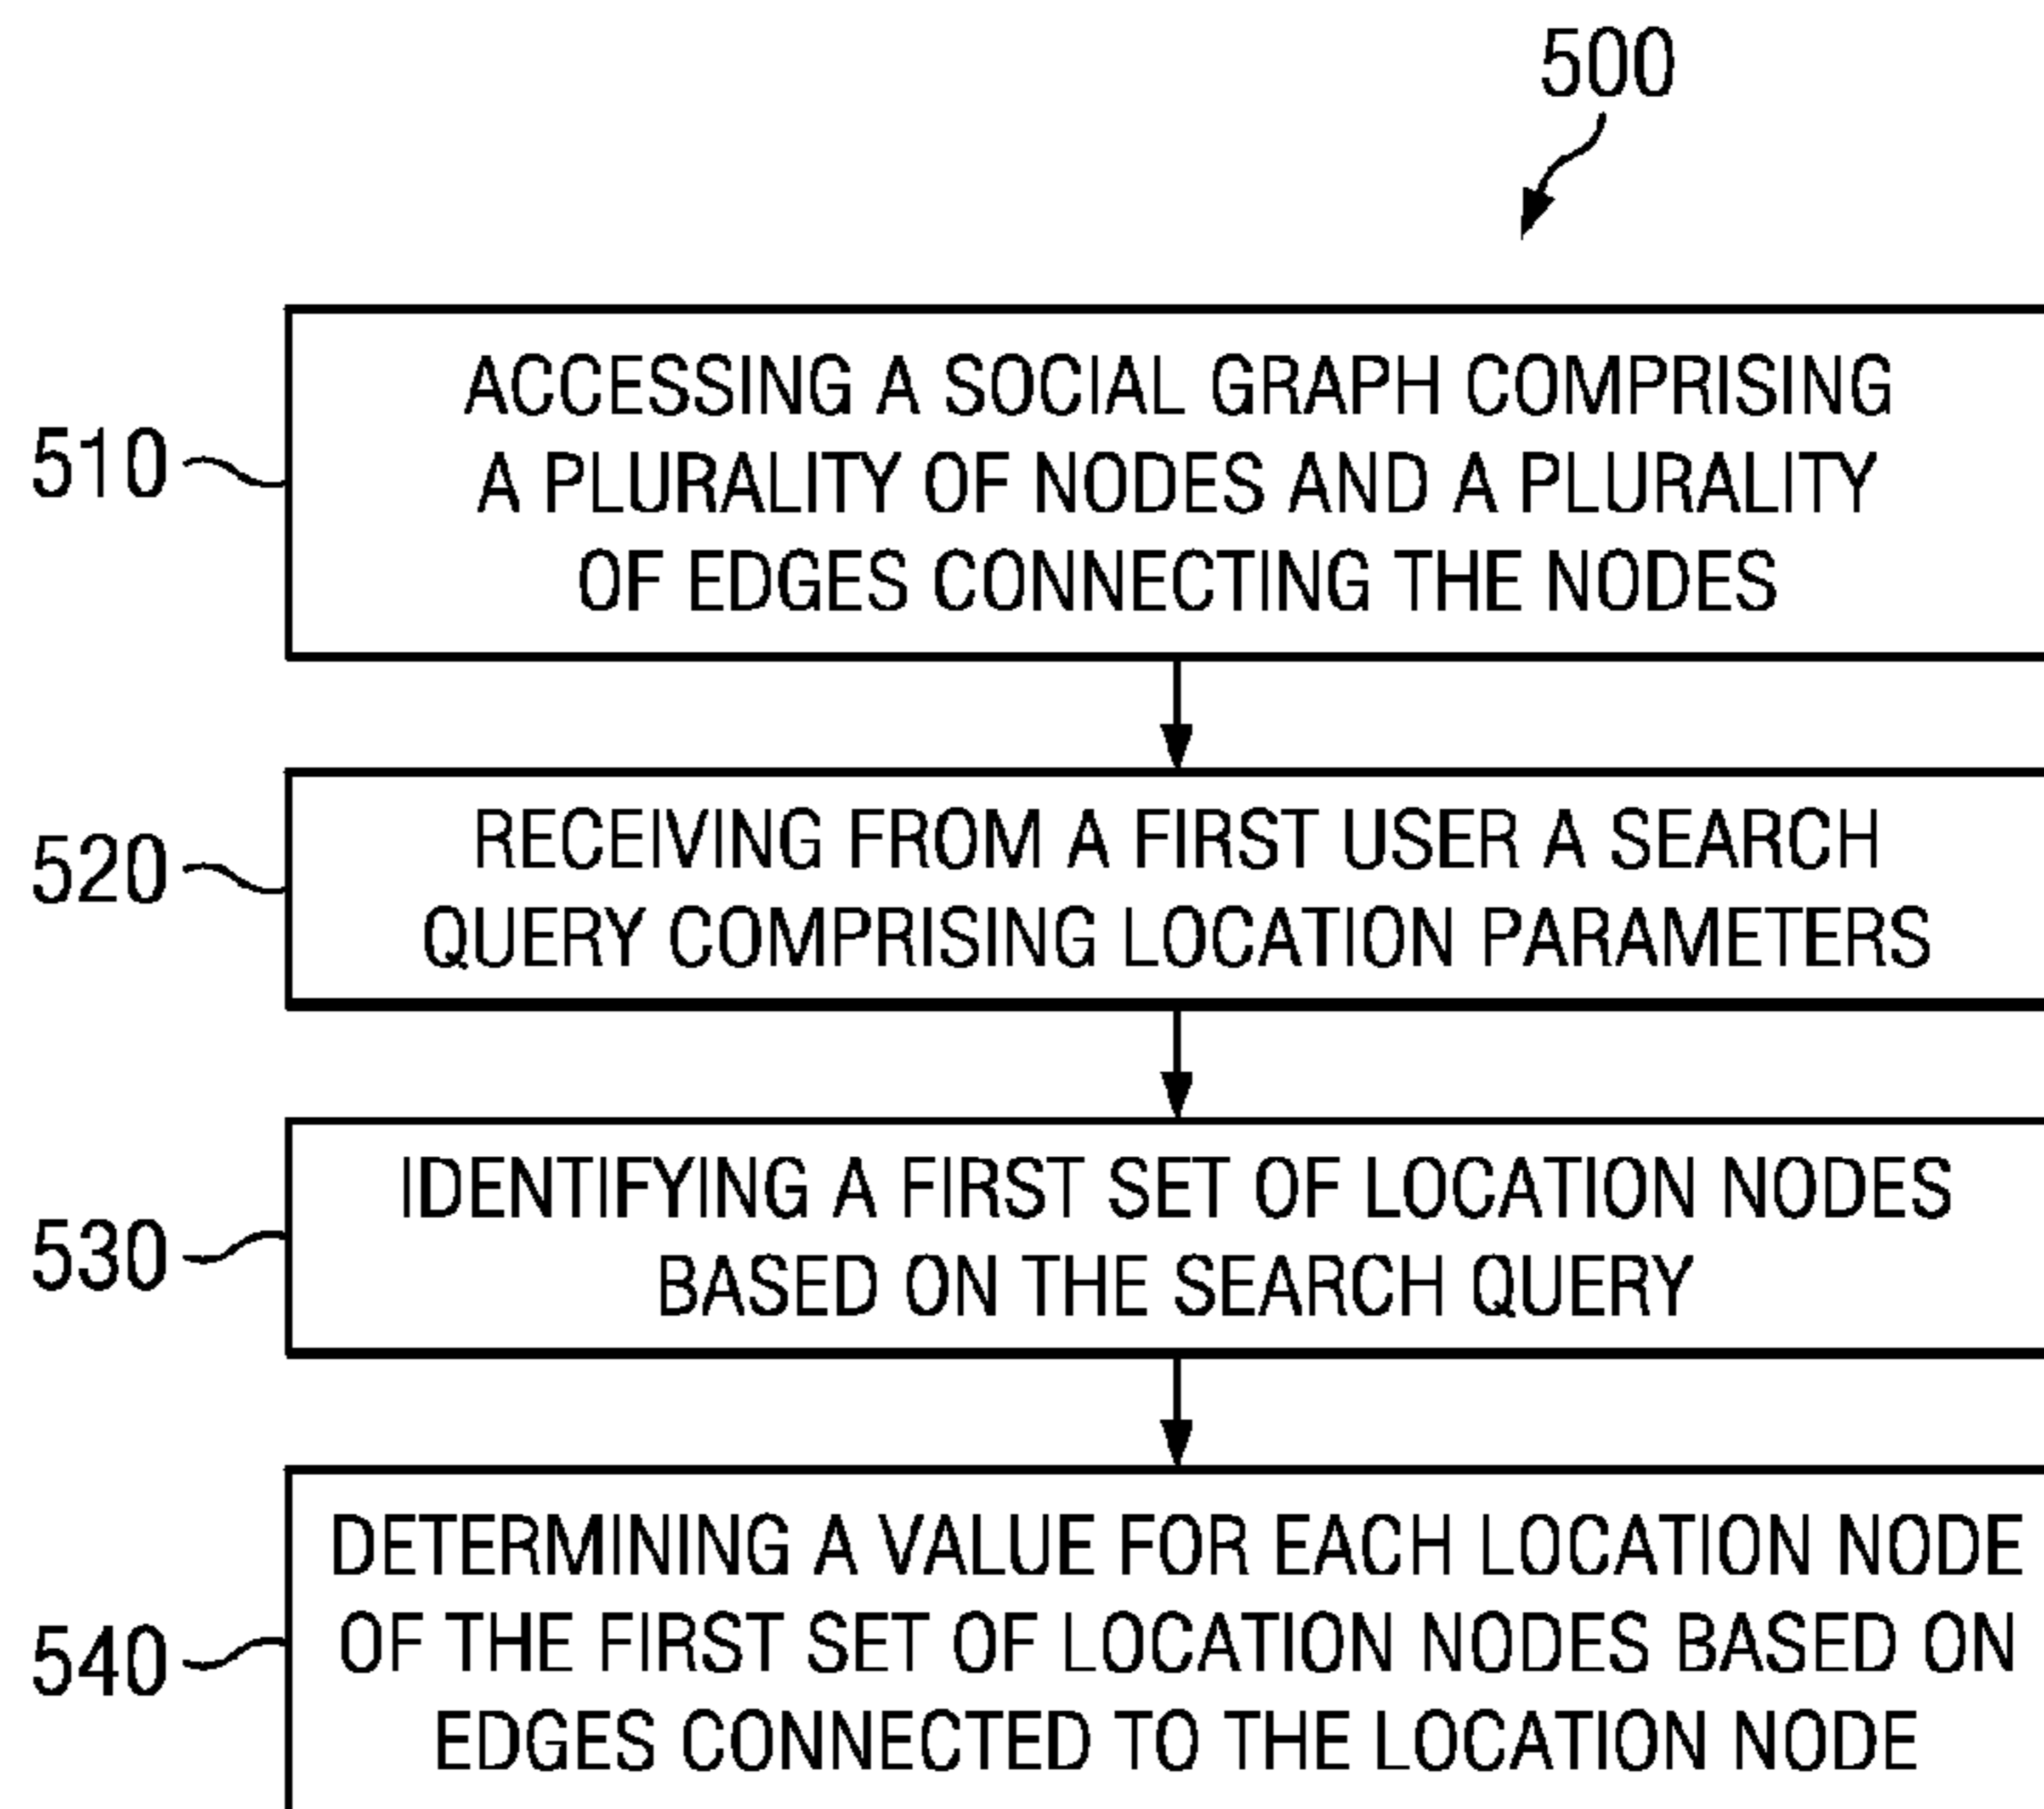 500
510
ACCESSING A SOCIAL GRAPH COMPRISING
A PLURALITY OF NODES AND A PLURALITY
OF EDGES CONNECTING THE NODES
520
RECEIVING FROM A FIRST USER A SEARCH
QUERY COMPRISING LOCATION PARAMETERS
530
IDENTIFYING A FIRST SET OF LOCATION NODES
BASED ON THE SEARCH QUERY
540
DETERMINING A VALUE FOR EACH LOCATION NODE
OF THE FIRST SET OF LOCATION NODES BASED ON
EDGES CONNECTED TO THE LOCATION NODE